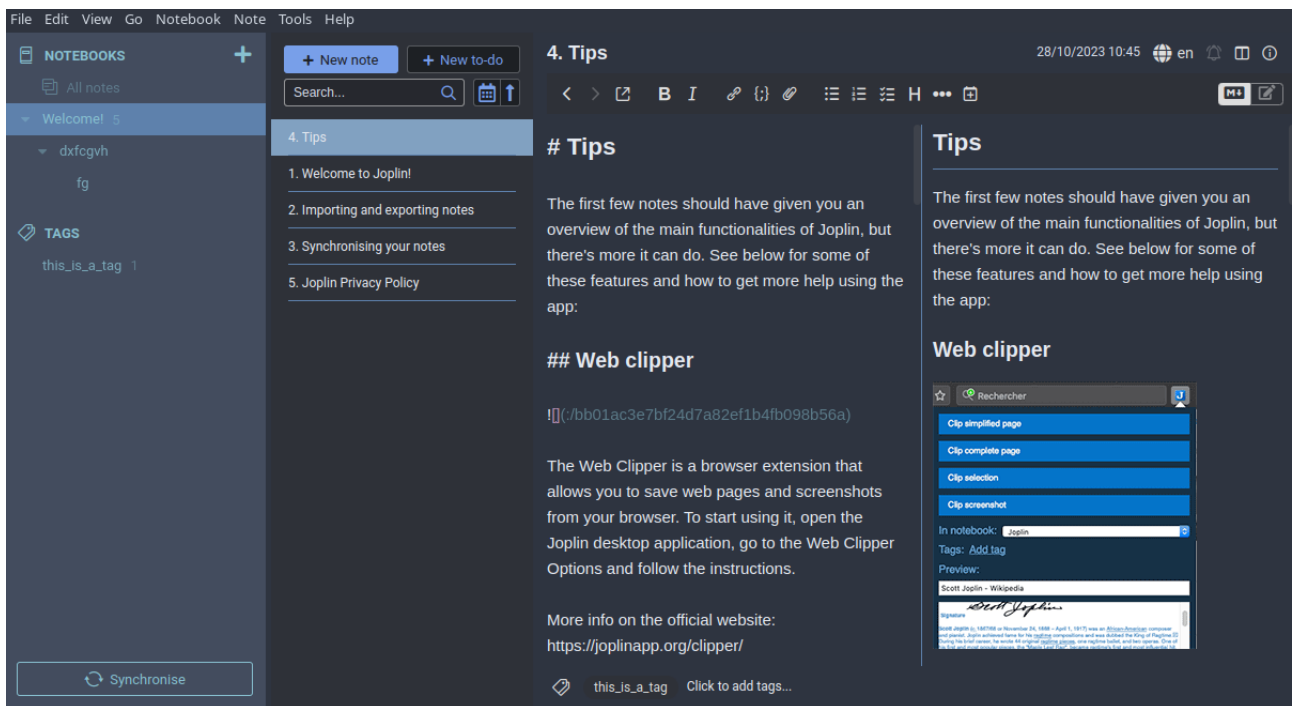 File Edit View Go Notebook Note Tools Help
NOTEBOOKS
All notes
Welcome! 5
dxfcgvh
fg
TAGS
this_is_a_tag 1
Synchronise
New note
New to-do
Search...
4. Tips
1. Welcome to Joplin!
2. Importing and exporting notes
3. Synchronising your notes
5. Joplin Privacy Policy
4. Tips
28/10/2023 10:45 en
B I H
M
# Tips
The first few notes should have given you an
overview of the main functionalities of Joplin, but
there's more it can do. See below for some of
these features and how to get more help using the
app:
## Web clipper
![](:/bb01ac3e7bf24d7a82ef1b4fb098b56a)
The Web Clipper is a browser extension that
allows you to save web pages and screenshots
from your browser. To start using it, open the
Joplin desktop application, go to the Web Clipper
Options and follow the instructions.
More info on the official website:
https://joplinapp.org/clipper/
Tips
The first few notes should have given you an
overview of the main functionalities of Joplin, but
there's more it can do. See below for some of
these features and how to get more help using
the app:
Web clipper
Rechercher
J
Clip simplified page
Clip complete page
Clip selection
Clip screenshot
In notebook: Joplin
Tags: Add tag
Preview:
Scott Joplin - Wikipedia
Signature Scott Joplin
this_is_a_tag Click to add tags...